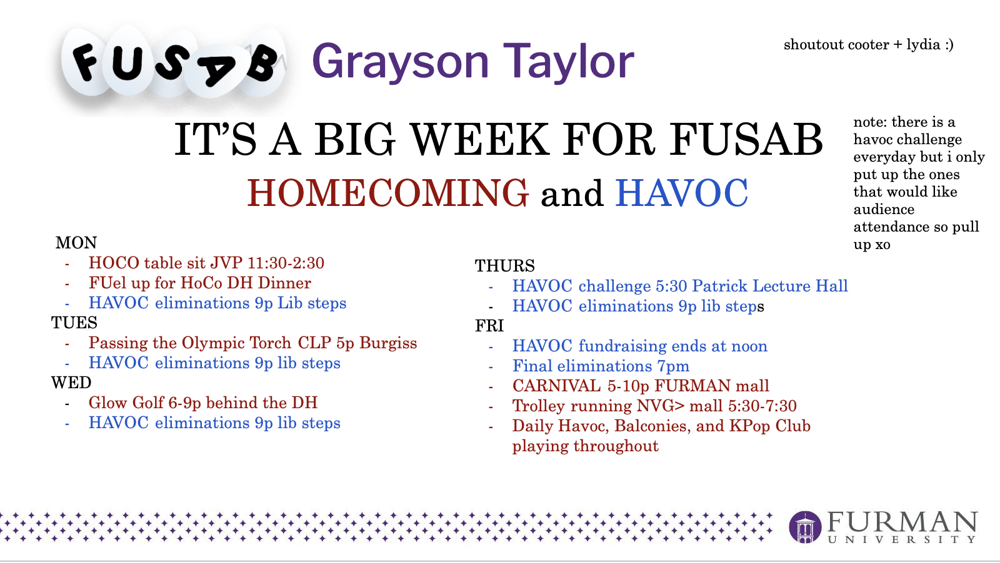 FUSAB
Grayson Taylor
shoutout cooter + lydia :)
IT’S A BIG WEEK FOR FUSAB
HOMECOMING and HAVOC
note: there is a
havoc challenge
everyday but i only
put up the ones
that would like
audience
attendance so pull
up xo
MON
- HOCO table sit JVP 11:30-2:30
- FUel up for HoCo DH Dinner
- HAVOC eliminations 9p Lib steps
TUES
- Passing the Olympic Torch CLP 5p Burgiss
- HAVOC eliminations 9p lib steps
WED
- Glow Golf 6-9p behind the DH
- HAVOC eliminations 9p lib steps
THURS
- HAVOC challenge 5:30 Patrick Lecture Hall
- HAVOC eliminations 9p lib steps
FRI
- HAVOC fundraising ends at noon
- Final eliminations 7pm
- CARNIVAL 5-10p FURMAN mall
- Trolley running NVG> mall 5:30-7:30
- Daily Havoc, Balconies, and KPop Club
playing throughout
FURMAN
UNIVERSITY